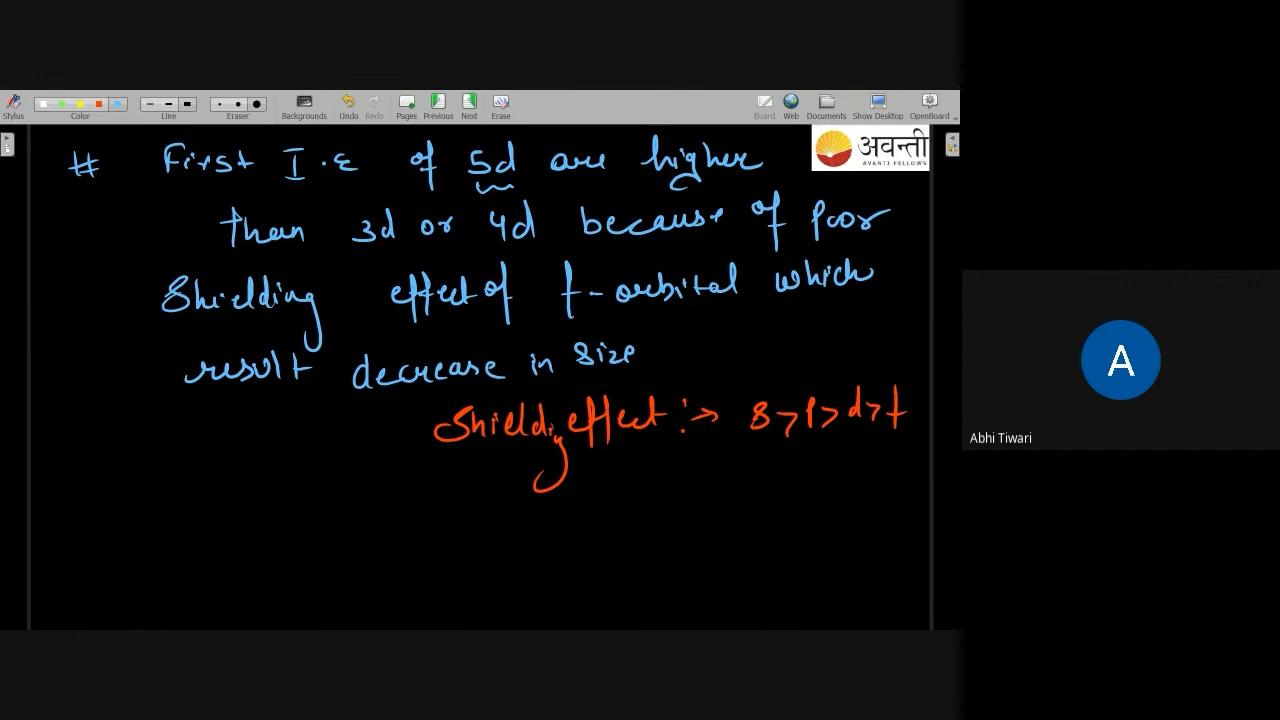 Stylus
Color
Line
Eraser
Backgrounds
Undo
Redo
Pages
Previous
Next
Erase
Board
Web
Documents
Show Desktop
OpenBoard
अवन्ती
AVANTI FELLOWS
# First I.E of 5d are higher
than 3d or 4d because of Poor
Shielding effect of f-orbital which
result decrease in size
Shielding effect :→ s>p>d>f
A
Abhi Tiwari